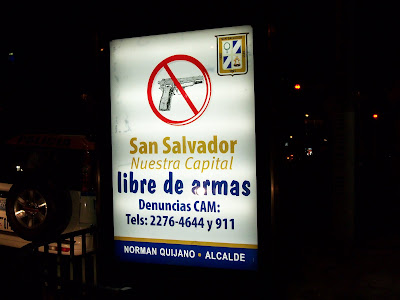 San Salvador
Nuestra Capital
libre de armas
Denuncias CAM:
Tels: 2276-4644 y 911
NORMAN QUIJANO • ALCALDE